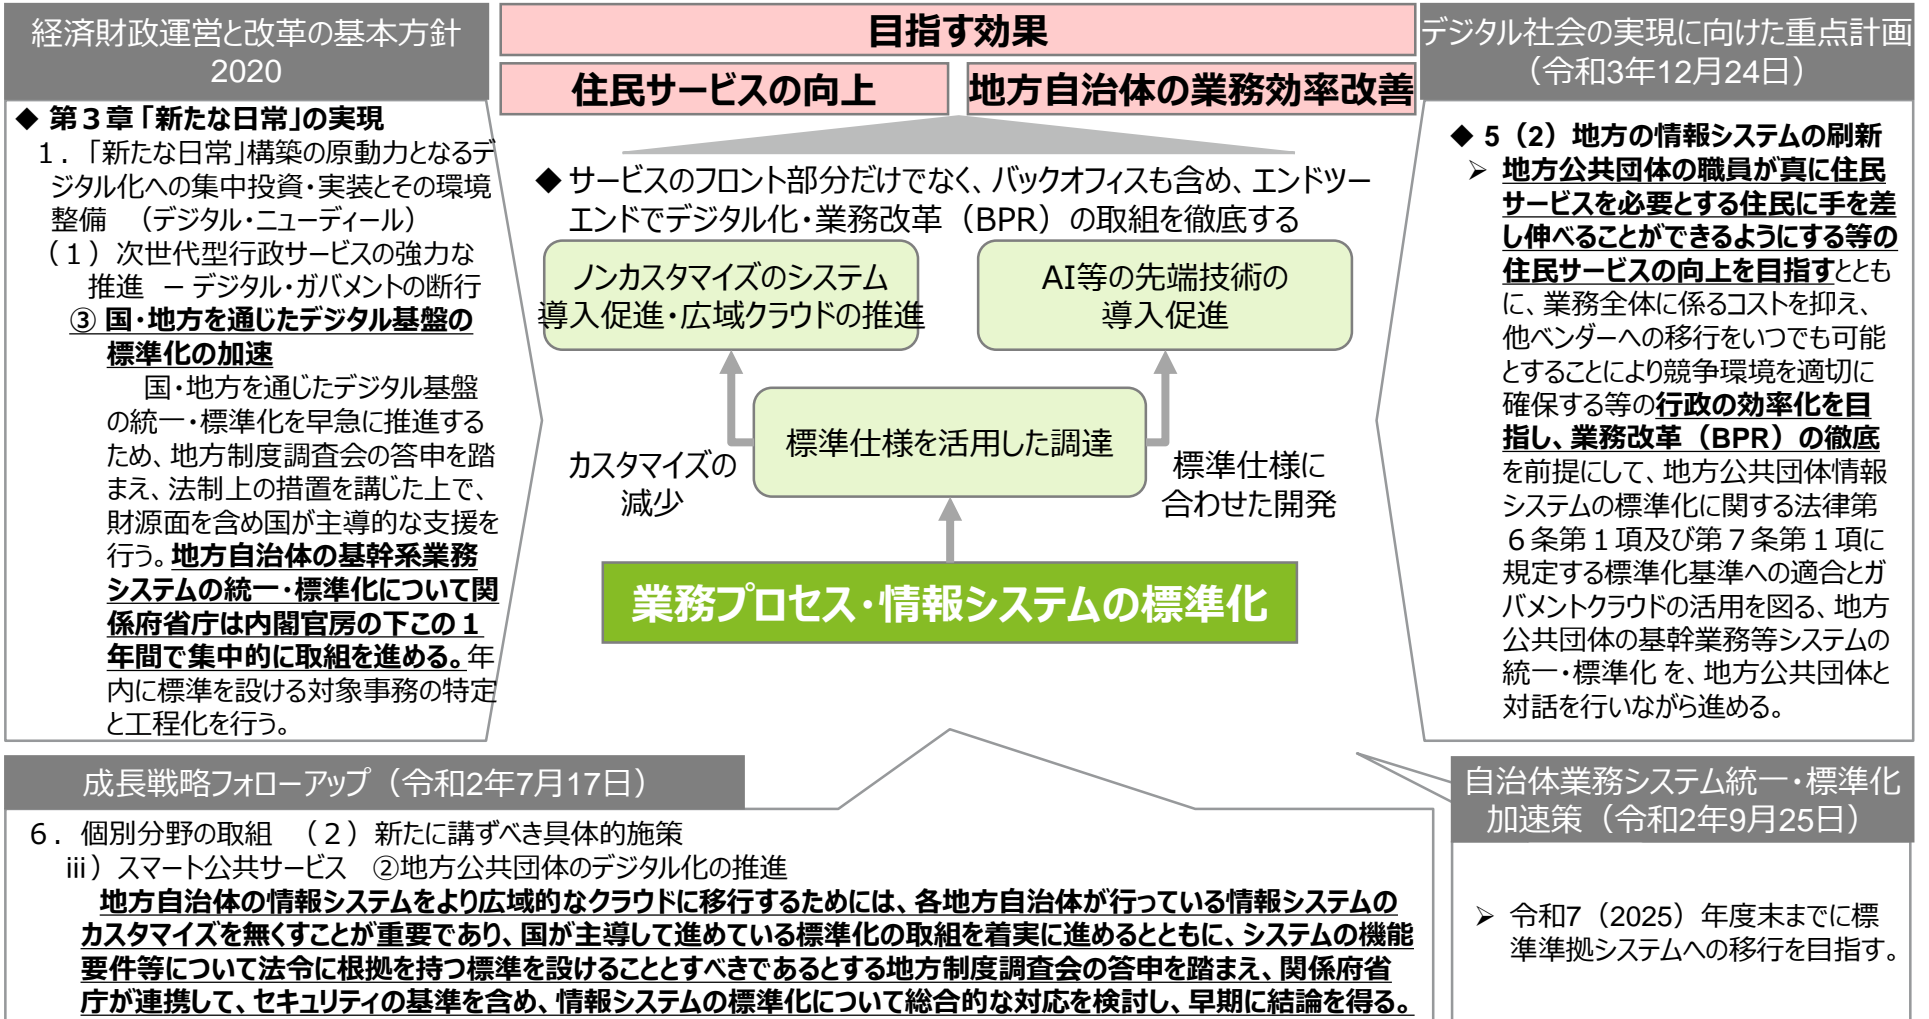 経済財政運営と改革の基本方針
2020
◆ 第３章「新たな日常」の実現
１．「新たな日常」構築の原動力となるデ
ジタル化への集中投資・実装とその環境
整備　（デジタル・ニューディール）
（１）次世代型行政サービスの強力な
推進　－ デジタル・ガバメントの断行
③ 国・地方を通じたデジタル基盤の
標準化の加速
国・地方を通じたデジタル基盤
の統一・標準化を早急に推進する
ため、地方制度調査会の答申を踏
まえ、法制上の措置を講じた上で、
財源面を含め国が主導的な支援を
行う。地方自治体の基幹系業務
システムの統一・標準化について関
係府省庁は内閣官房の下この１
年間で集中的に取組を進める。年
内に標準を設ける対象事務の特定
と工程化を行う。
目指す効果
住民サービスの向上
地方自治体の業務効率改善
◆ サービスのフロント部分だけでなく、バックオフィスも含め、エンドツー
エンドでデジタル化・業務改革（BPR）の取組を徹底する
ノンカスタマイズのシステム
導入促進・広域クラウドの推進
AI等の先端技術の
導入促進
標準仕様を活用した調達
カスタマイズの
減少
標準仕様に
合わせた開発
業務プロセス・情報システムの標準化
デジタル社会の実現に向けた重点計画
（令和3年12月24日）
◆ 5（2）地方の情報システムの刷新
➢ 地方公共団体の職員が真に住民
サービスを必要とする住民に手を差
し伸べることができるようにする等の
住民サービスの向上を目指すととも
に、業務全体に係るコストを抑え、
他ベンダーへの移行をいつでも可能
とすることにより競争環境を適切に
確保する等の行政の効率化を目
指し、業務改革（BPR）の徹底
を前提にして、地方公共団体情報
システムの標準化に関する法律第
６条第１項及び第７条第１項に
規定する標準化基準への適合とガ
バメントクラウドの活用を図る、地方
公共団体の基幹業務等システムの
統一・標準化 を、地方公共団体と
対話を行いながら進める。
成長戦略フォローアップ（令和2年7月17日）
６．個別分野の取組　（２）新たに講ずべき具体的施策
ⅲ）スマート公共サービス　②地方公共団体のデジタル化の推進
地方自治体の情報システムをより広域的なクラウドに移行するためには、各地方自治体が行っている情報システムの
カスタマイズを無くすことが重要であり、国が主導して進めている標準化の取組を着実に進めるとともに、システムの機能
要件等について法令に根拠を持つ標準を設けることとすべきであるとする地方制度調査会の答申を踏まえ、関係府省
庁が連携して、セキュリティの基準を含め、情報システムの標準化について総合的な対応を検討し、早期に結論を得る。
自治体業務システム統一・標準化
加速策（令和2年9月25日）
➢ 令和7（2025）年度末までに標
準準拠システムへの移行を目指す。